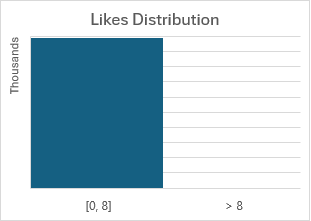 Likes Distribution
Thousands
[0, 8]
> 8